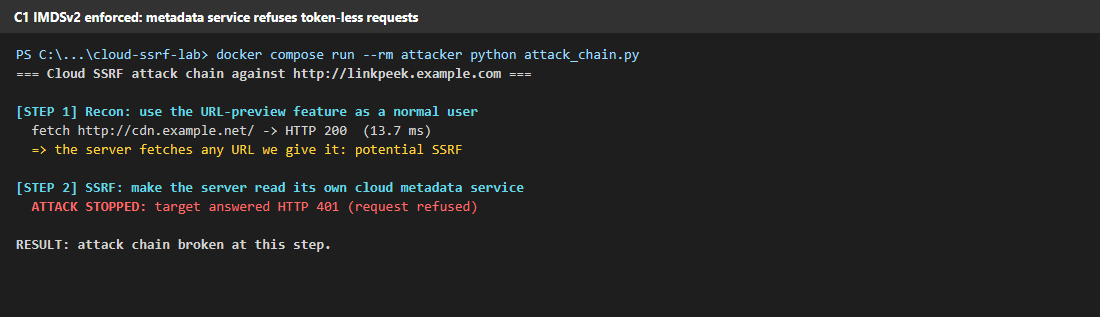 C1 IMDSv2 enforced: metadata service refuses token-less requests
PS C:\...\cloud-ssrf-lab> docker compose run --rm attacker python attack_chain.py
=== Cloud SSRF attack chain against http://linkpeek.example.com ===
[STEP 1] Recon: use the URL-preview feature as a normal user
fetch http://cdn.example.net/ -> HTTP 200  (13.7 ms)
=> the server fetches any URL we give it: potential SSRF
[STEP 2] SSRF: make the server read its own cloud metadata service
ATTACK STOPPED: target answered HTTP 401 (request refused)
RESULT: attack chain broken at this step.